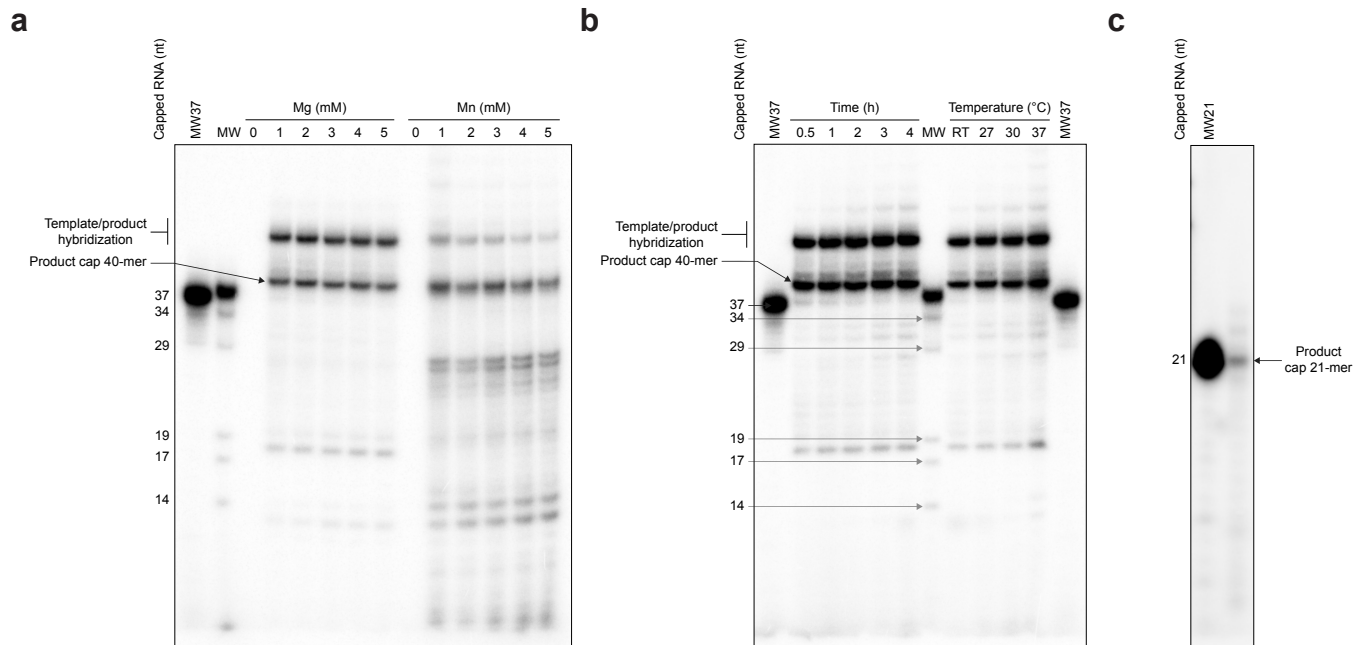 a
Capped RNA (nt)
MW37
MW
Mg (mM)
0 1 2 3 4 5
Mn (mM)
0 1 2 3 4 5
Template/product
hybridization
Product cap 40-mer
37
34
29
19
17
14
b
Capped RNA (nt)
MW37
Time (h)
0.5 1 2 3 4
MW
Temperature (°C)
RT 27 30 37
MW37
Template/product
hybridization
Product cap 40-mer
37
34
29
19
17
14
c
Capped RNA (nt)
MW21
21
Product
cap 21-mer